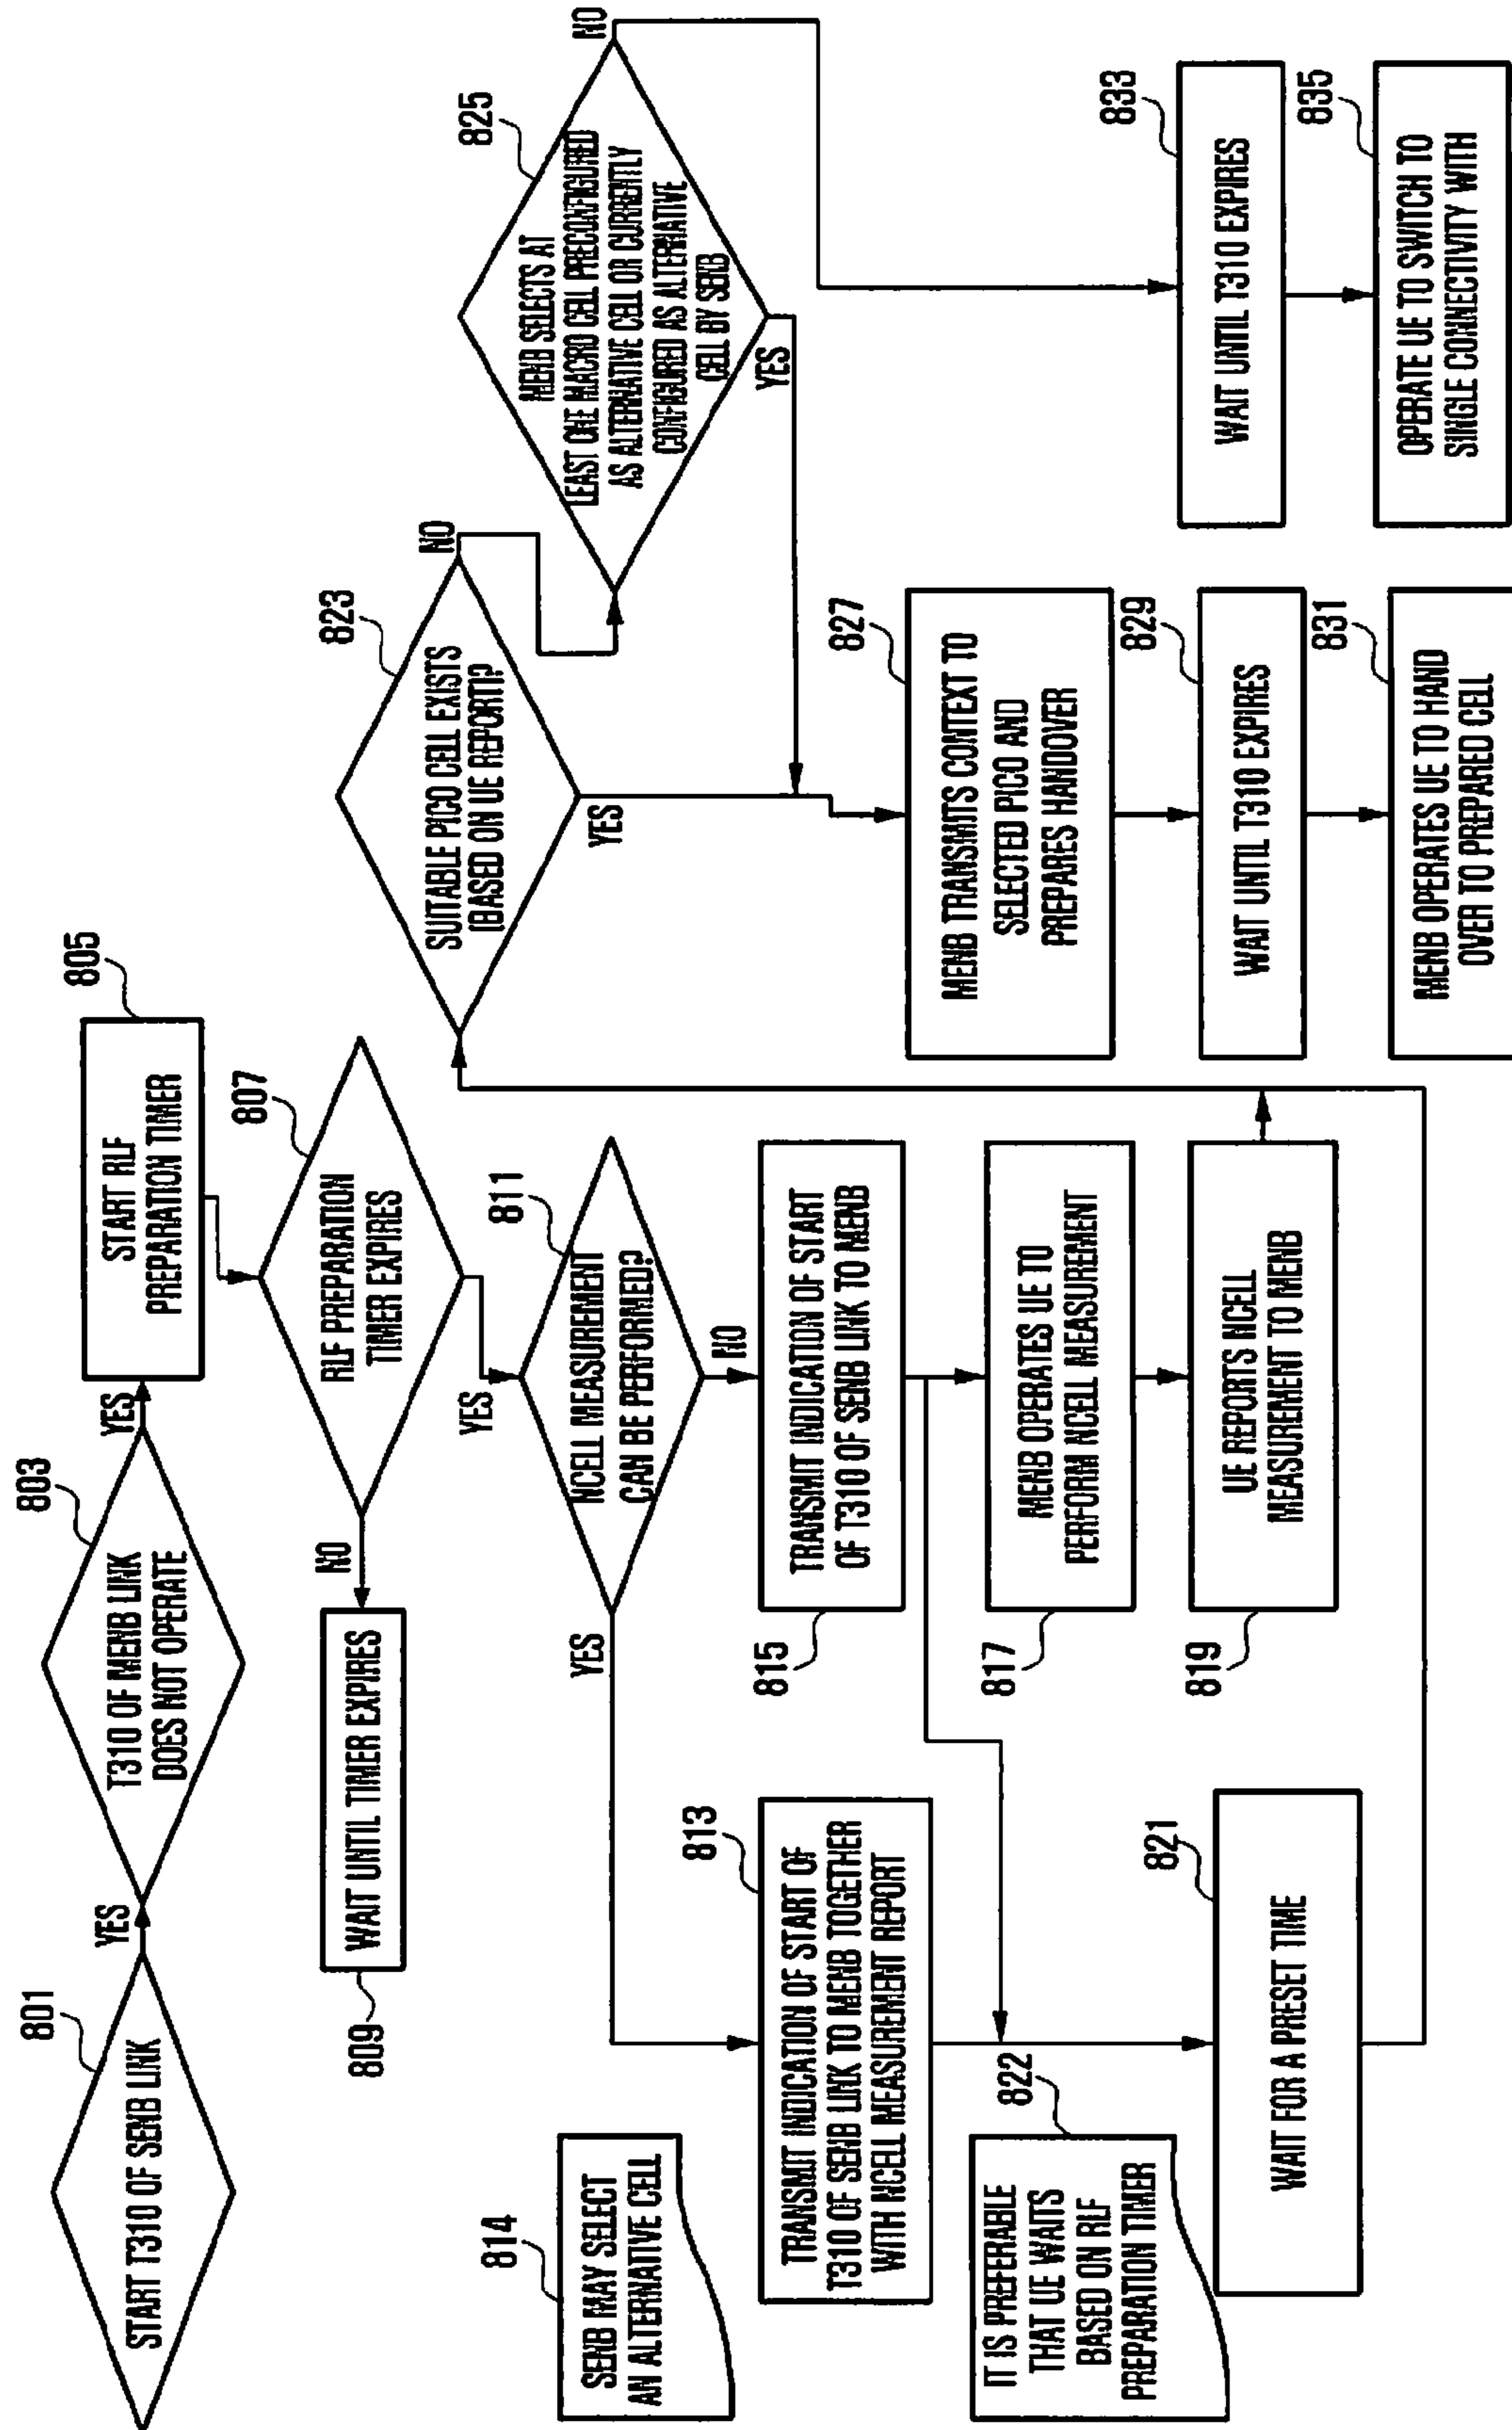 801
START T310 OF SENB LINK
YES
803
T310 OF MENB LINK
DOES NOT OPERATE
YES
805
START RLF
PREPARATION TIMER
807
RLF PREPARATION
TIMER EXPIRES
NO
809
WAIT UNTIL TIMER EXPIRES
YES
811
NCELL MEASUREMENT
CAN BE PERFORMED?
YES
NO
814
SENB MAY SELECT
AN ALTERNATIVE CELL
813
TRANSMIT INDICATION OF START OF
T310 OF SENB LINK TO MENB TOGETHER
WITH NCELL MEASUREMENT REPORT
815
TRANSMIT INDICATION OF START
OF T310 OF SENB LINK TO MENB
817
MENB OPERATES UE TO
PERFORM NCELL MEASUREMENT
819
UE REPORTS NCELL
MEASUREMENT TO MENB
822
IT IS PREFERABLE
THAT UE WAITS
BASED ON RLF
PREPARATION TIMER
821
WAIT FOR A PRESET TIME
823
SUITABLE PICO CELL EXISTS
(BASED ON UE REPORT)?
NO
YES
825
MENB SELECTS AT
LEAST ONE MACRO CELL PRECONFIGURED
AS ALTERNATIVE CELL OR CURRENTLY
CONFIGURED AS ALTERNATIVE
CELL BY SENB
NO
YES
827
MENB TRANSMITS CONTEXT TO
SELECTED PICO AND
PREPARES HANDOVER
829
WAIT UNTIL T310 EXPIRES
831
MENB OPERATES UE TO HAND
OVER TO PREPARED CELL
833
WAIT UNTIL T310 EXPIRES
835
OPERATE UE TO SWITCH TO
SINGLE CONNECTIVITY WITH